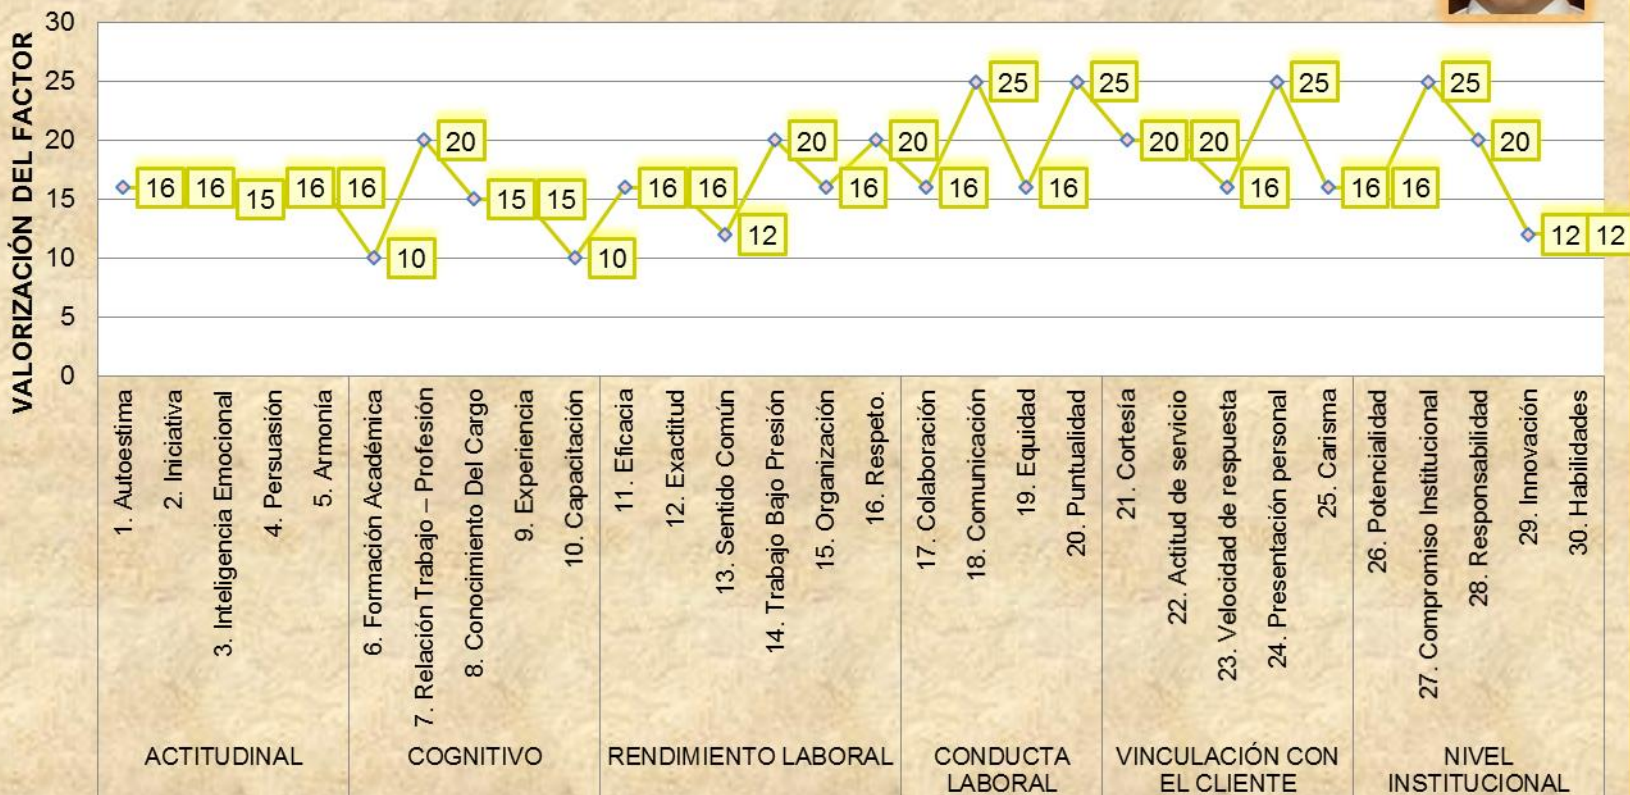 VALORIZACIÓN DEL FACTOR
30
25
20
15
10
5
0
16
16
15
16
16
10
20
15
15
10
16
16
12
20
16
20
16
25
16
25
20
20
16
25
16
16
25
20
12
12
1. Autoestima
2. Iniciativa
3. Inteligencia Emocional
4. Persuasión
5. Armonía
6. Formación Académica
7. Relación Trabajo – Profesión
8. Conocimiento Del Cargo
9. Experiencia
10. Capacitación
11. Eficacia
12. Exactitud
13. Sentido Común
14. Trabajo Bajo Presión
15. Organización
16. Respeto.
17. Colaboración
18. Comunicación
19. Equidad
20. Puntualidad
21. Cortesía
22. Actitud de servicio
23. Velocidad de respuesta
24. Presentación personal
25. Carisma
26. Potencialidad
27. Compromiso Institucional
28. Responsabilidad
29. Innovación
30. Habilidades
ACTITUDINAL
COGNITIVO
RENDIMIENTO LABORAL
CONDUCTA
LABORAL
VINCULACIÓN CON
EL CLIENTE
NIVEL
INSTITUCIONAL